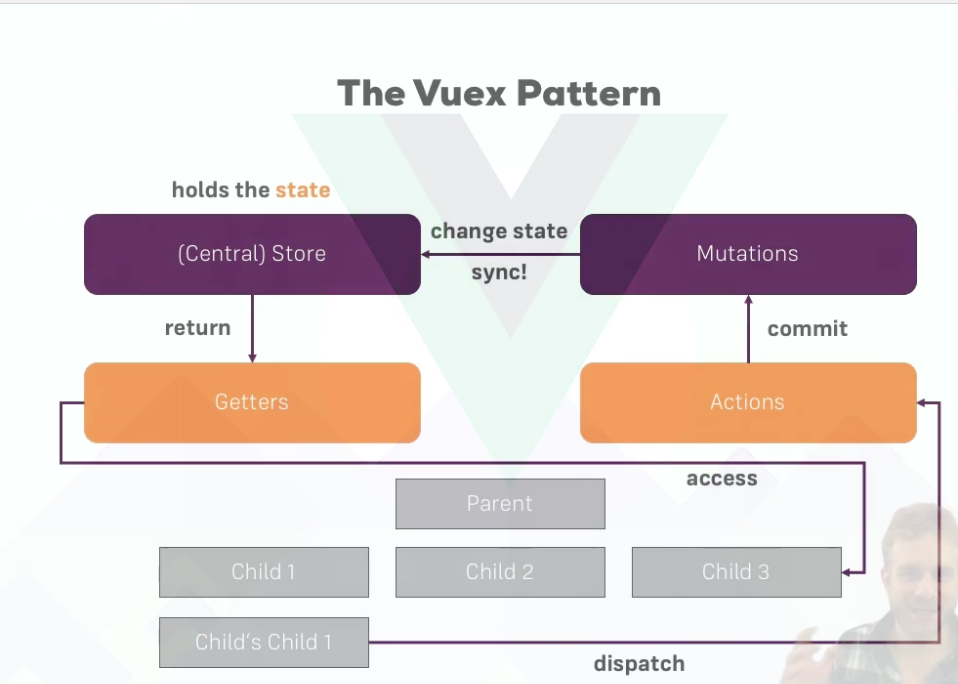 The Vuex Pattern
holds the state
(Central) Store
change state
sync!
Mutations
return
commit
Getters
Actions
access
Parent
Child 1
Child 2
Child 3
Child's Child 1
dispatch